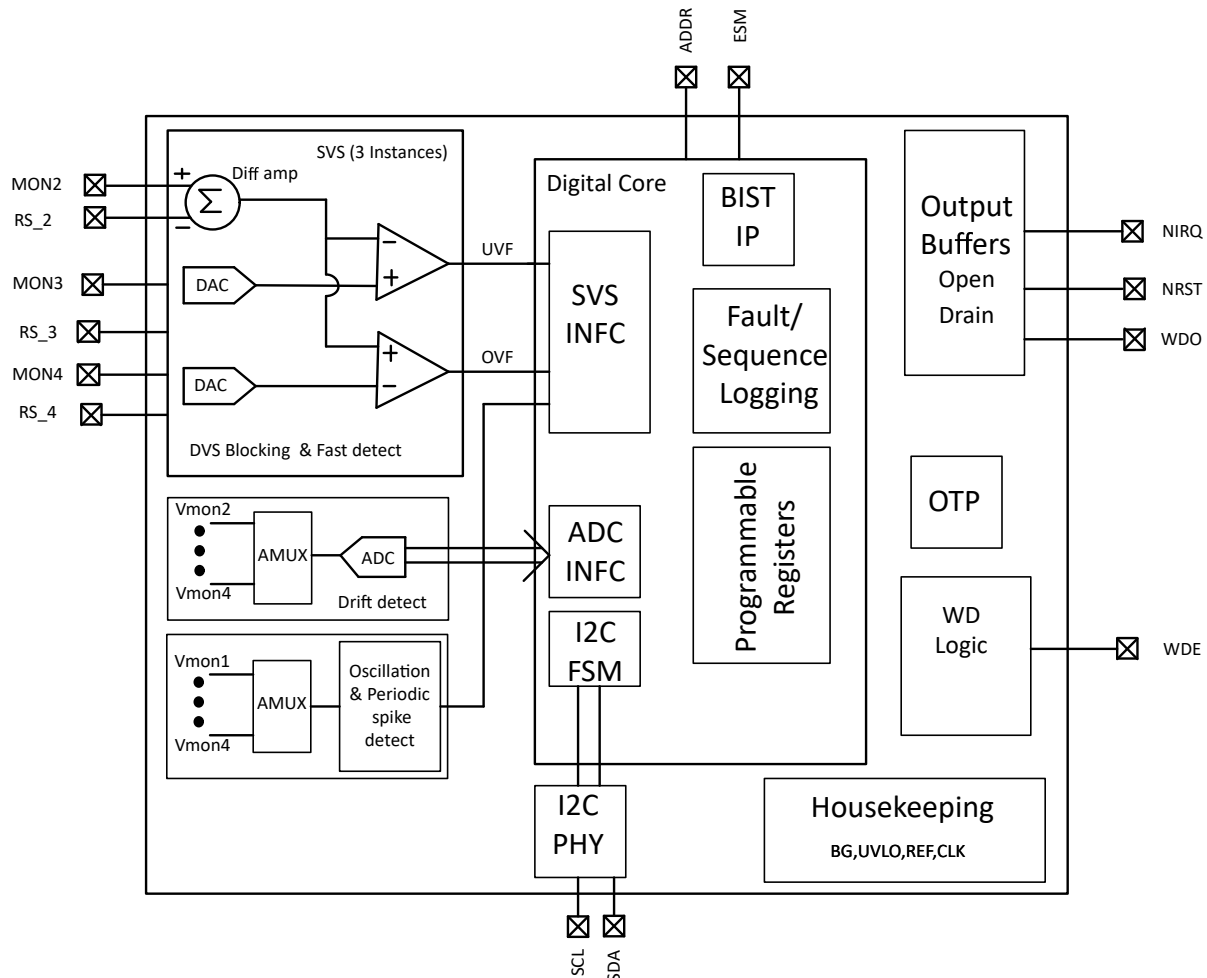 ADDR
ESM
SVS (3 Instances)
Diff amp
+
Σ
−
MON2
RS_2
MON3
RS_3
MON4
RS_4
DAC
DAC
−
+
+
−
UVF
OVF
DVS Blocking & Fast detect
Digital Core
BIST
IP
SVS
INFC
Fault/
Sequence
Logging
Programmable
Registers
ADC
INFC
I2C
FSM
Output
Buffers
Open
Drain
NIRQ
NRST
WDO
OTP
WD
Logic
WDE
Vmon2
Vmon4
AMUX
ADC
Drift detect
Vmon1
Vmon4
AMUX
Oscillation
& Periodic
spike
detect
I2C
PHY
Housekeeping
BG,UVLO,REF,CLK
SCL
SDA